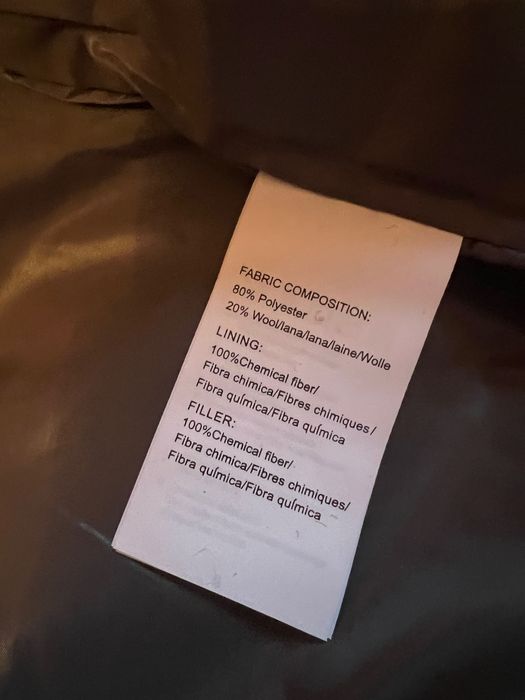 FABRIC COMPOSITION:
80% Polyester
20% Wool/lana/lana/laine/Wolle
LINING:
100%Chemical fiber/
Fibra chimica/Fibres chimiques/
Fibra química/Fibra química
FILLER:
100%Chemical fiber/
Fibra chimica/Fibres chimiques/
Fibra química/Fibra química